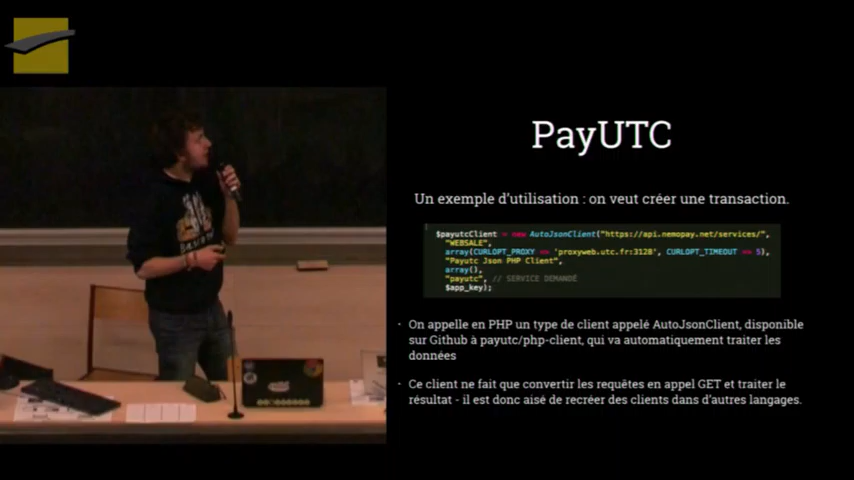 PayUTC
Un exemple d'utilisation : on veut créer une transaction.
$payutcClient = new AutoJsonClient("https://api.nemopay.net/services/",
"WEBSALE",
array(CURLOPT_PROXY => 'proxyweb.utc.fr:3128', CURLOPT_TIMEOUT => 5),
"Payutc Json PHP Client",
array(),
"payutc", // SERVICE DEMANDÉ
$app_key);
· On appelle en PHP un type de client appelé AutoJsonClient, disponible
sur Github à payutc/php-client, qui va automatiquement traiter les
données
· Ce client ne fait que convertir les requêtes en appel GET et traiter le
résultat - il est donc aisé de recréer des clients dans d'autres langages.